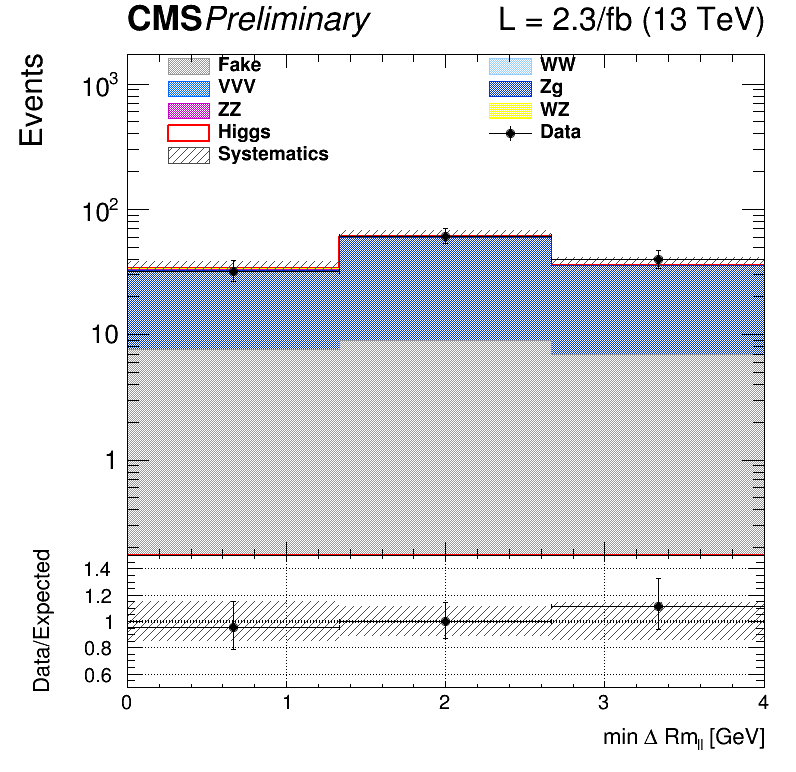 CMS Preliminary L = 2.3/fb (13 TeV)
Events
Fake WW
VVV Zg
ZZ WZ
Higgs Data
Systematics
10³
10²
10
1
Data/Expected
1.4
1.2
1
0.8
0.6
0 1 2 3 4
min Δ Rm_{||} [GeV]